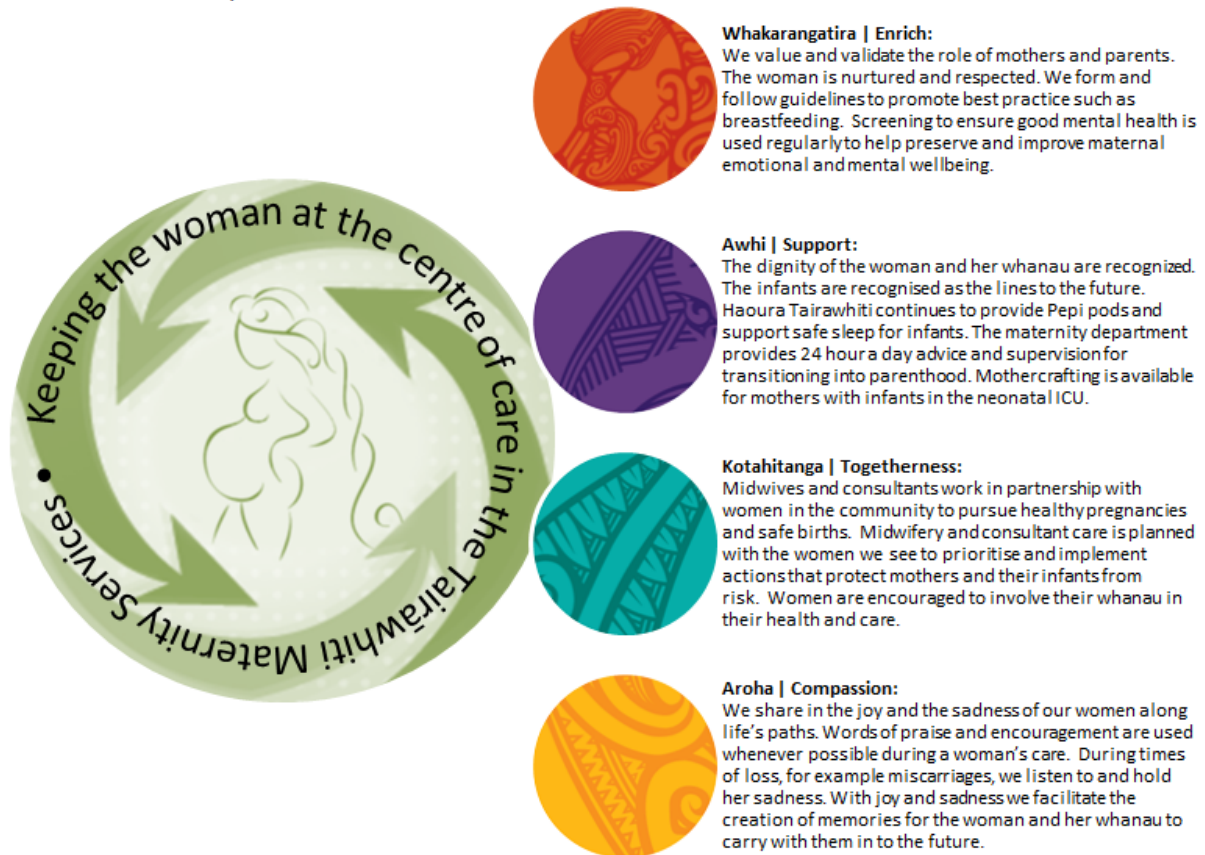 Keeping the woman at the centre of care in the Tairāwhiti Maternity Services •
Whakarangatira | Enrich:
We value and validate the role of mothers and parents.
The woman is nurtured and respected. We form and
follow guidelines to promote best practice such as
breastfeeding. Screening to ensure good mental health is
used regularly to help preserve and improve maternal
emotional and mental wellbeing.
Awhi | Support:
The dignity of the woman and her whanau are recognized.
The infants are recognised as the lines to the future.
Haoura Tairawhiti continues to provide Pepi pods and
support safe sleep for infants. The maternity department
provides 24 hour a day advice and supervision for
transitioning into parenthood. Mothercrafting is available
for mothers with infants in the neonatal ICU.
Kotahitanga | Togetherness:
Midwives and consultants work in partnership with
women in the community to pursue healthy pregnancies
and safe births. Midwifery and consultant care is planned
with the women we see to prioritise and implement
actions that protect mothers and their infants from
risk. Women are encouraged to involve their whanau in
their health and care.
Aroha | Compassion:
We share in the joy and the sadness of our women along
life's paths. Words of praise and encouragement are used
whenever possible during a woman's care. During times
of loss, for example miscarriages, we listen to and hold
her sadness. With joy and sadness we facilitate the
creation of memories for the woman and her whanau to
carry with them in to the future.